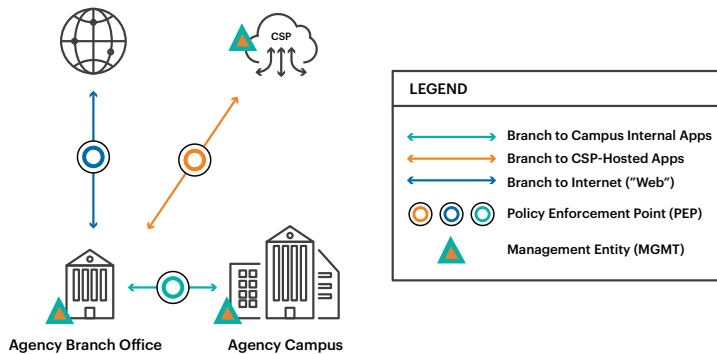 CSP
LEGEND
Branch to Campus Internal Apps
Branch to CSP-Hosted Apps
Branch to Internet (”Web”)
Policy Enforcement Point (PEP)
Management Entity (MGMT)
Agency Branch Office
Agency Campus